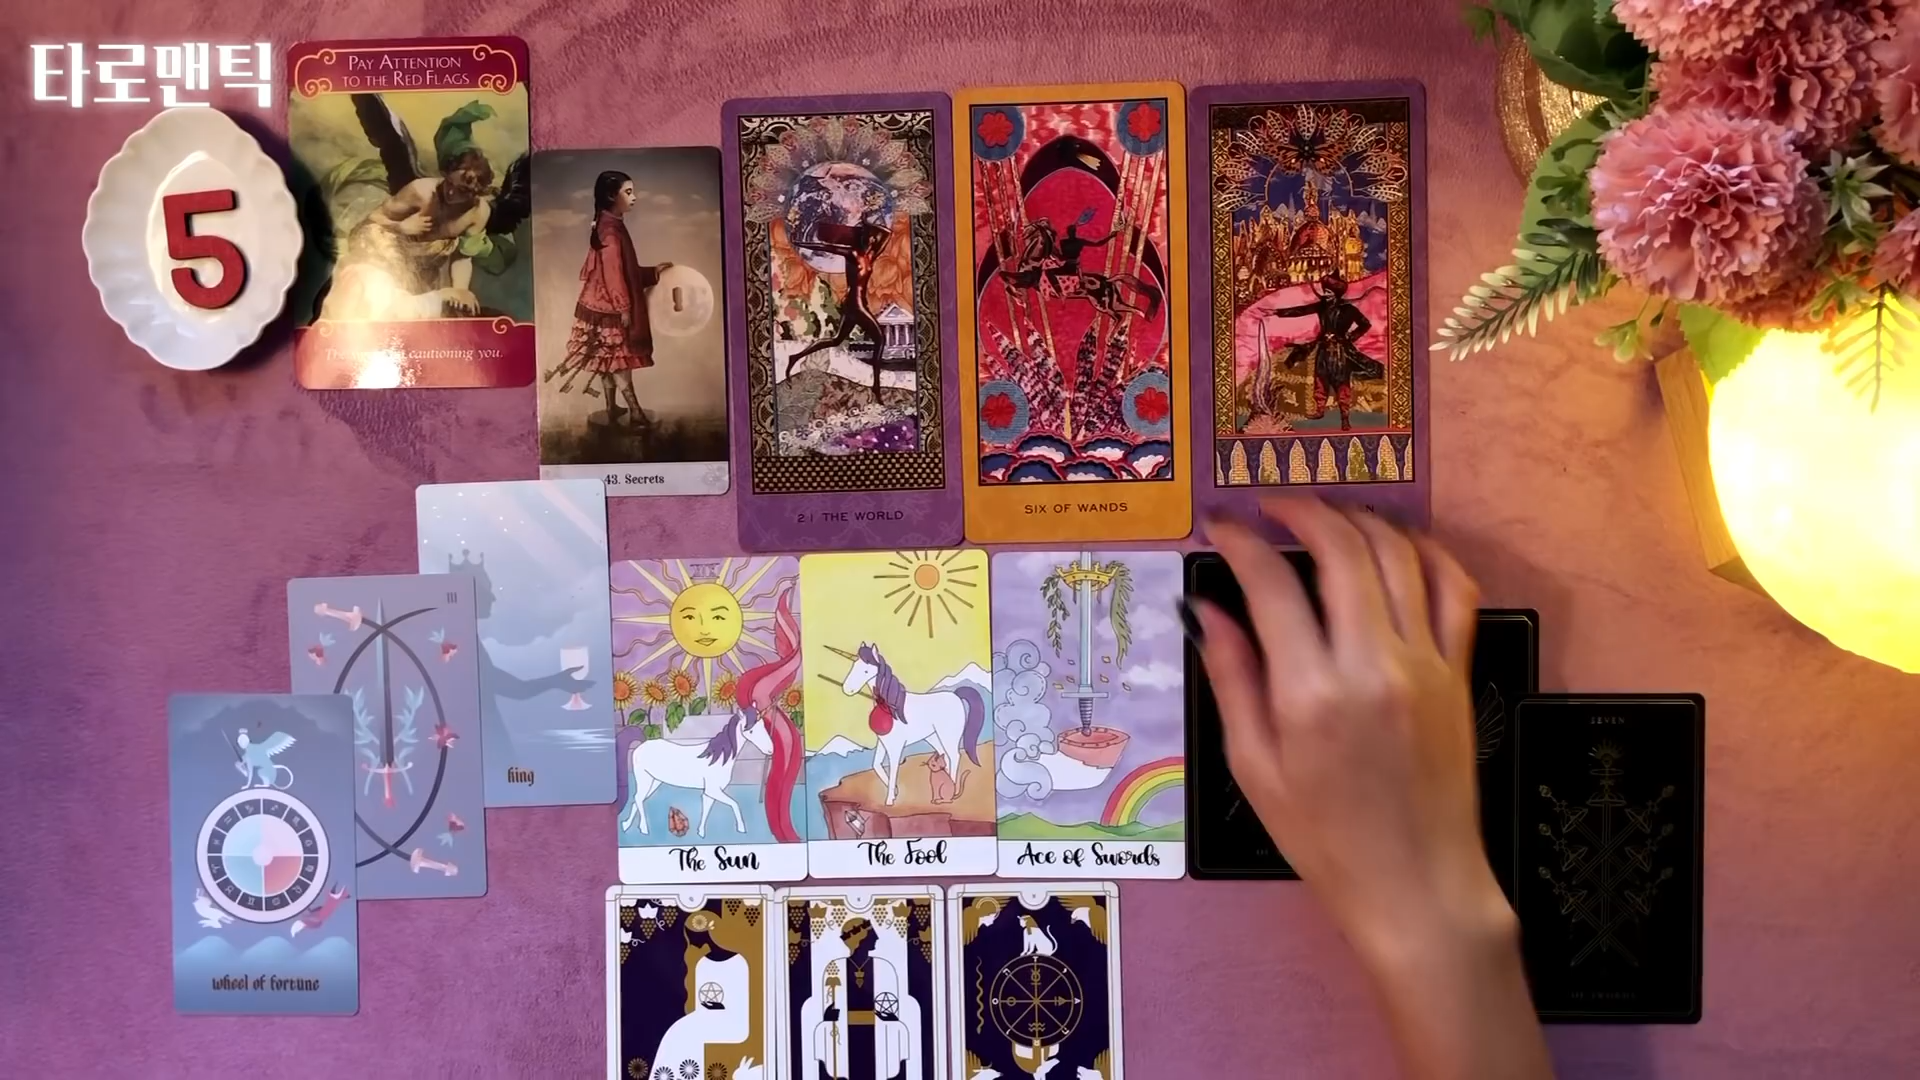 타로맨틱
5
PAY ATTENTION
TO THE RED FLAGS
cautioning you.
43. Secrets
21 THE WORLD
SIX OF WANDS
king
III
wheel of fortune
The Sun
The Fool
Ace of Swords
SEVEN